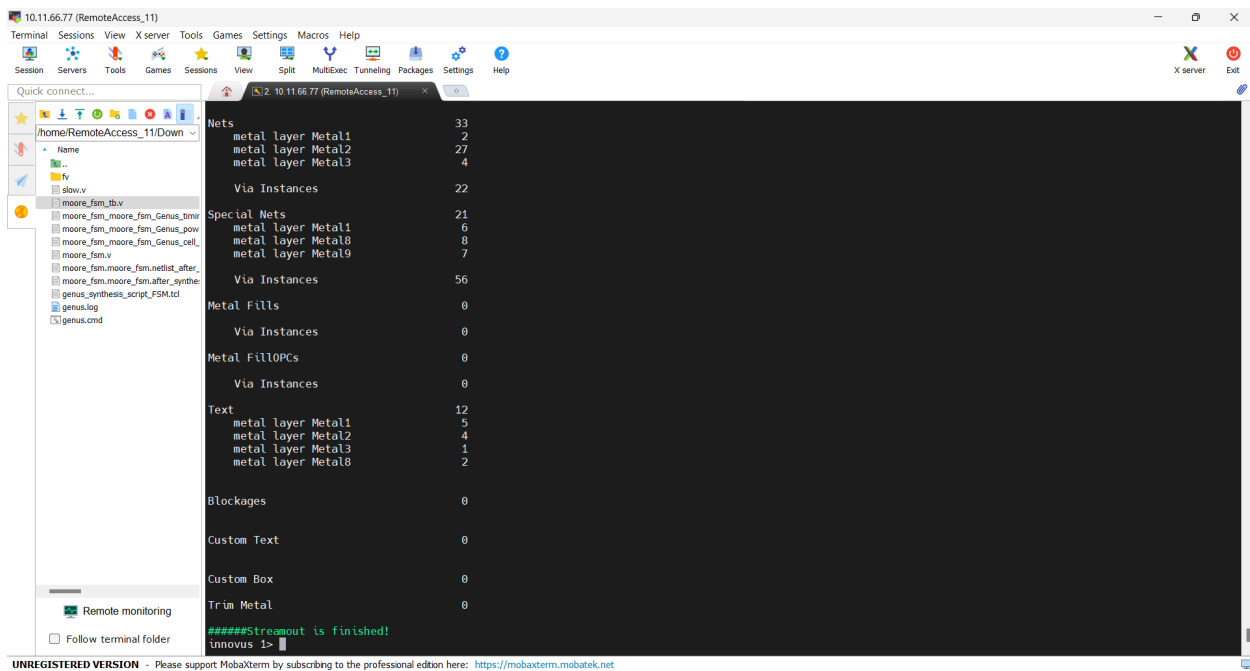 10.11.66.77 (RemoteAccess_11)
Terminal Sessions View X server Tools Games Settings Macros Help
Session Servers Tools Games Sessions View Split MultiExec Tunneling Packages Settings Help X server Exit
Quick connect...
2. 10.11.66.77 (RemoteAccess_11)
/home/RemoteAccess_11/Down
Name
..
fv
slow.v
moore_fsm_tb.v
moore_fsm_moore_fsm_Genus_timir
moore_fsm_moore_fsm_Genus_pow
moore_fsm_moore_fsm_Genus_cell_
moore_fsm.v
moore_fsm.moore_fsm.netlist_after_
moore_fsm.moore_fsm.after_synthe
genus_synthesis_script_FSM.tcl
genus.log
genus.cmd
Remote monitoring
Follow terminal folder
Nets 33
metal layer Metal1 2
metal layer Metal2 27
metal layer Metal3 4
Via Instances 22
Special Nets 21
metal layer Metal1 6
metal layer Metal8 8
metal layer Metal9 7
Via Instances 56
Metal Fills 0
Via Instances 0
Metal FillOPCs 0
Via Instances 0
Text 12
metal layer Metal1 5
metal layer Metal2 4
metal layer Metal3 1
metal layer Metal8 2
Blockages 0
Custom Text 0
Custom Box 0
Trim Metal 0
######Streamout is finished!
innovus 1>
UNREGISTERED VERSION - Please support MobaXterm by subscribing to the professional edition here: https://mobaxterm.mobatek.net